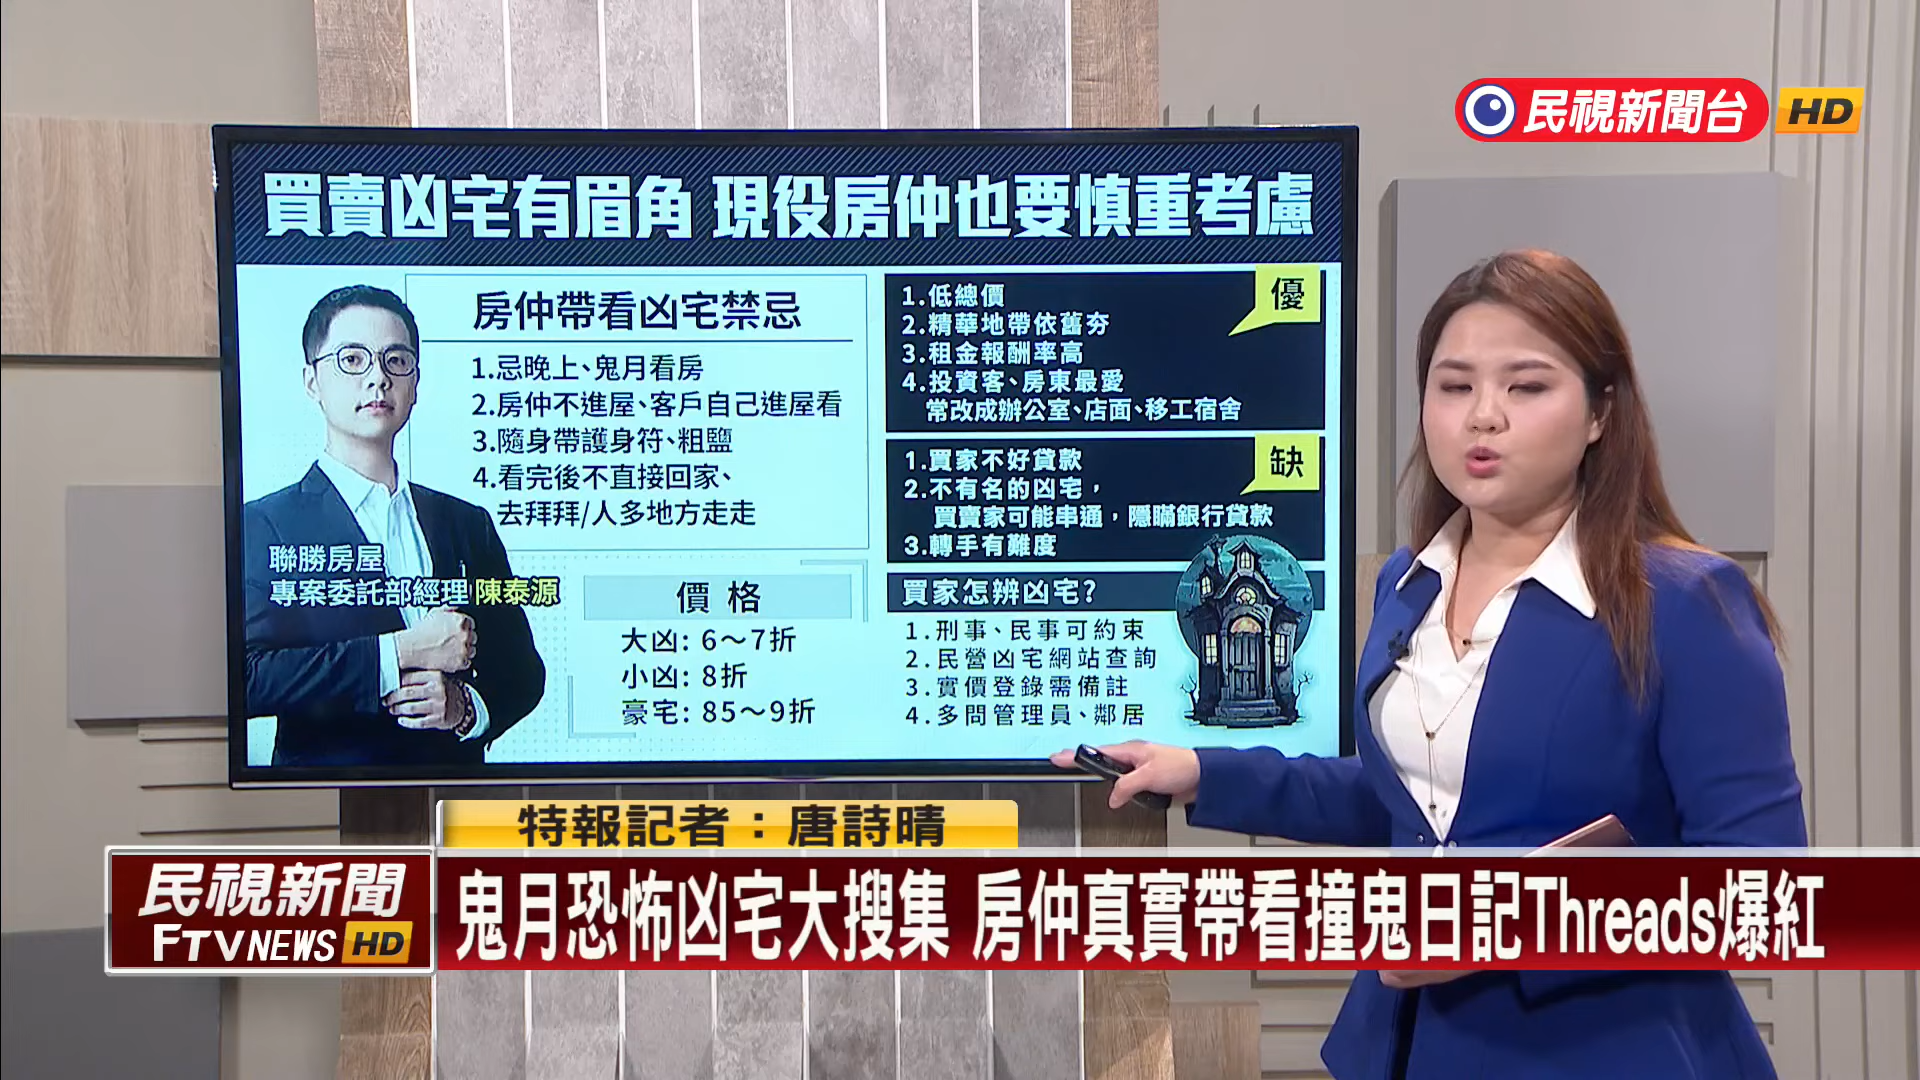 民視新聞台 HD
買賣凶宅有眉角 現役房仲也要慎重考慮
房仲帶看凶宅禁忌
1.忌晚上、鬼月看房
2.房仲不進屋、客戶自己進屋看
3.隨身帶護身符、粗鹽
4.看完後不直接回家、
去拜拜/人多地方走走
聯勝房屋
專案委託部經理 陳泰源
價格
大凶: 6～7折
小凶: 8折
豪宅: 85～9折
優
1.低總價
2.精華地帶依舊夯
3.租金報酬率高
4.投資客、房東最愛
常改成辦公室、店面、移工宿舍
缺
1.買家不好貸款
2.不有名的凶宅，
買賣家可能串通，隱瞞銀行貸款
3.轉手有難度
買家怎辨凶宅?
1.刑事、民事可約束
2.民營凶宅網站查詢
3.實價登錄需備註
4.多問管理員、鄰居
特報記者：唐詩晴
民視新聞
FTVNEWS HD
鬼月恐怖凶宅大搜集 房仲真實帶看撞鬼日記Threads爆紅